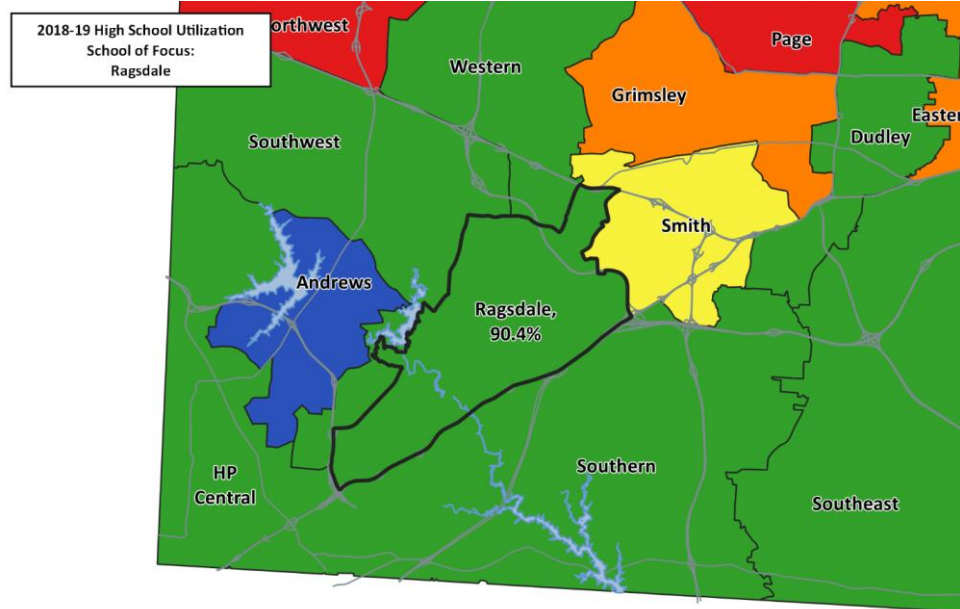 2018-19 High School Utilization
School of Focus:
Ragsdale
orthwest
Page
Western
Grimsley
Easter
Dudley
Southwest
Smith
Andrews
Ragsdale,
90.4%
HP
Central
Southern
Southeast